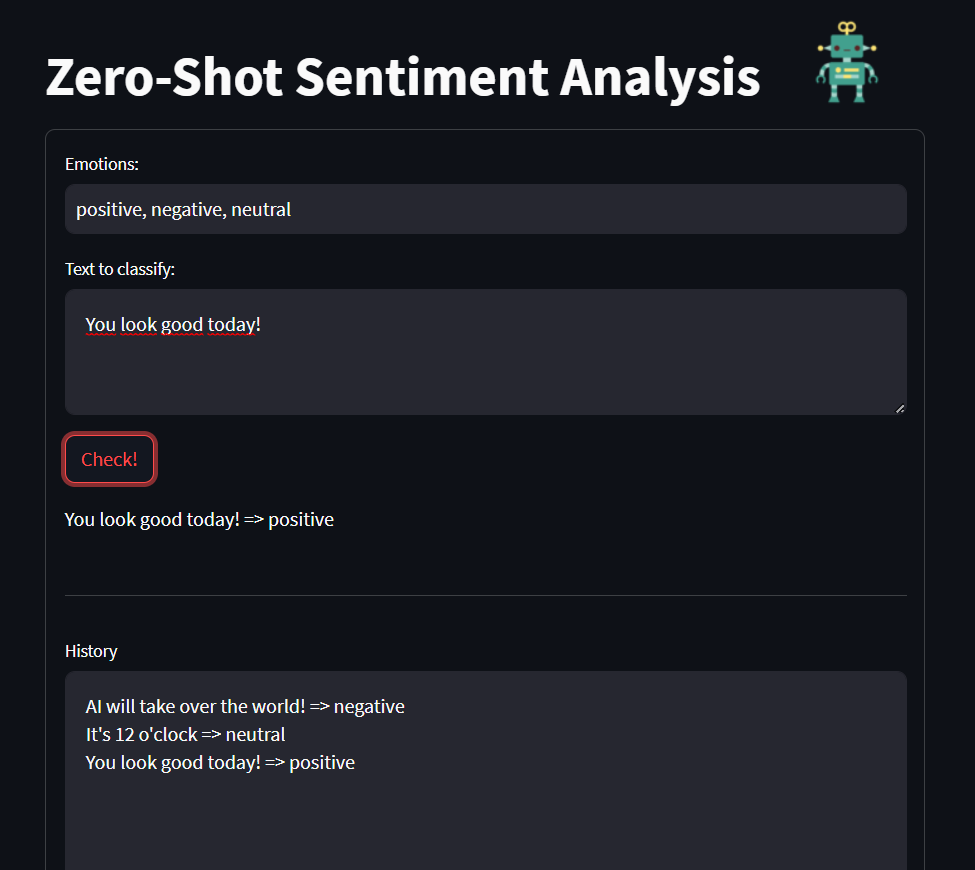 Zero-Shot Sentiment Analysis
Emotions:
positive, negative, neutral
Text to classify:
You look good today!
Check!
You look good today! => positive
History
AI will take over the world! => negative
It's 12 o'clock => neutral
You look good today! => positive